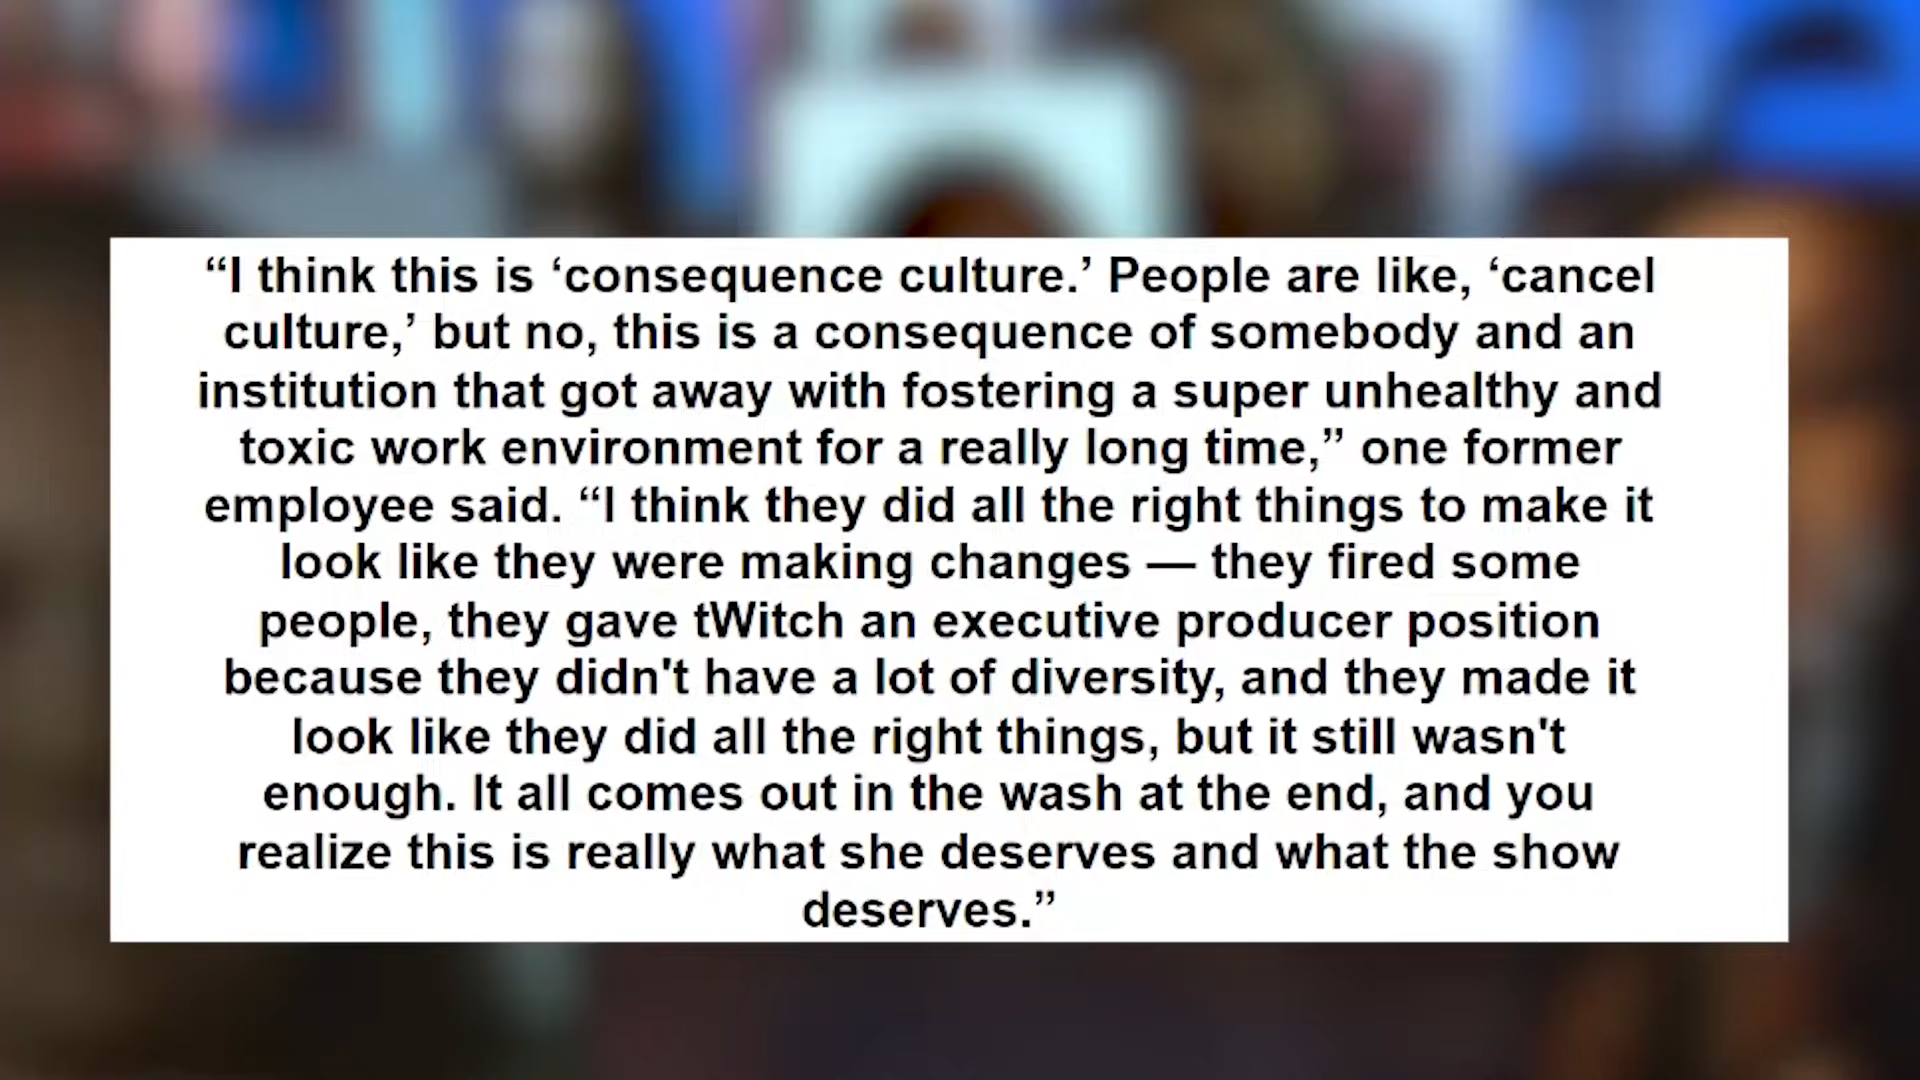 “I think this is ‘consequence culture.’ People are like, ‘cancel
culture,’ but no, this is a consequence of somebody and an
institution that got away with fostering a super unhealthy and
toxic work environment for a really long time,” one former
employee said. “I think they did all the right things to make it
look like they were making changes — they fired some
people, they gave tWitch an executive producer position
because they didn't have a lot of diversity, and they made it
look like they did all the right things, but it still wasn't
enough. It all comes out in the wash at the end, and you
realize this is really what she deserves and what the show
deserves.”